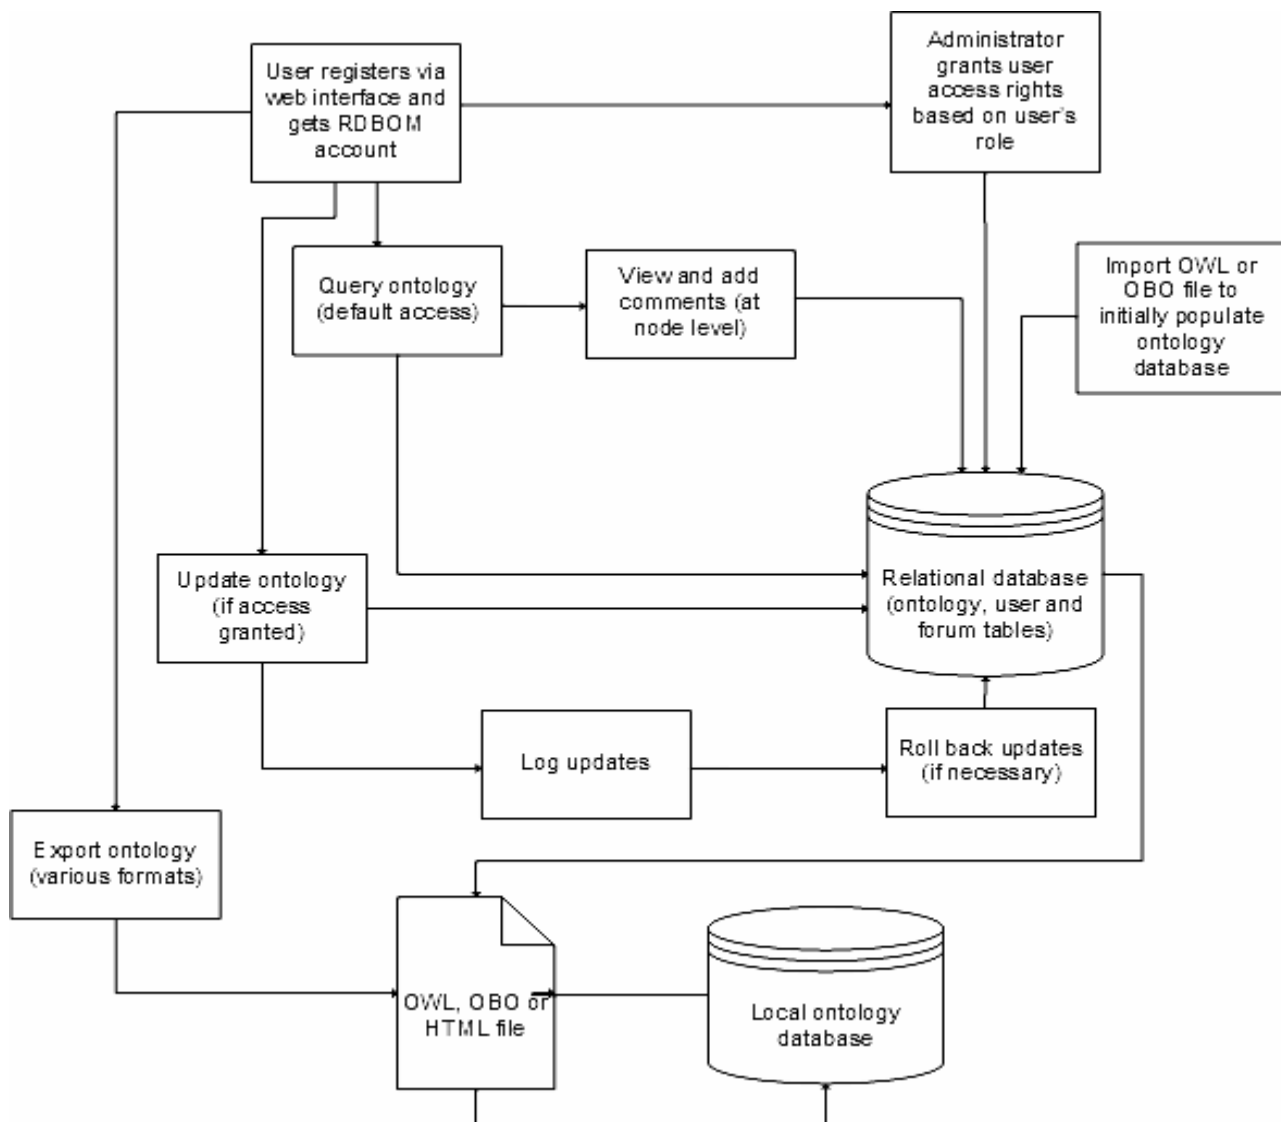 User registers via
web interface and
gets RDBOM
account
Administrator
grants user
access rights
based on user's
role
Query ontology
(default access)
View and add
comments (at
node level)
Import OWL or
OBO file to
initially populate
ontology
database
Update ontology
(if access
granted)
Relational database
(ontology, user and
forum tables)
Log updates
Roll back updates
(if necessary)
Export ontology
(various formats)
OWL, OBO or
HTML file
Local ontology
database